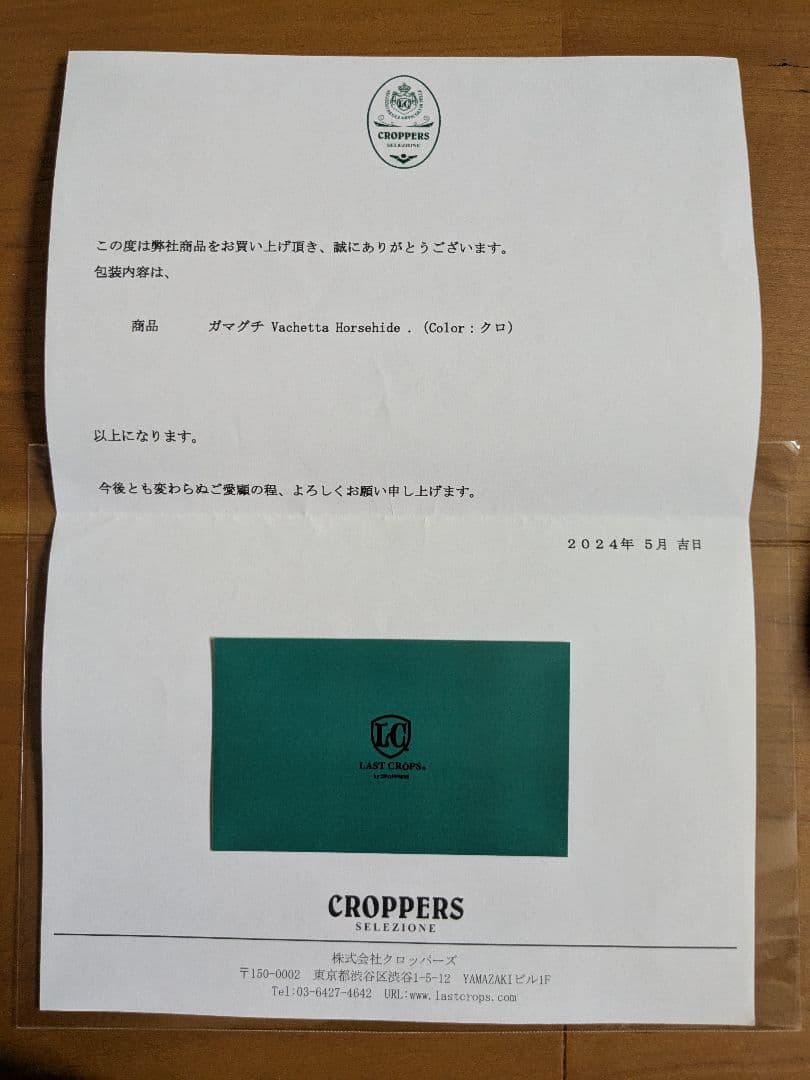 LC
CROPPERS
SELEZIONE
この度は弊社商品をお買い上げ頂き、誠にありがとうございます。
包装内容は、
商品 ガマグチ Vachetta Horsehide . (Color：クロ)
以上になります。
今後とも変わらぬご愛顧の程、よろしくお願い申し上げます。
２０２４年 ５月 吉日
LC
LAST CROPS®
by CROPPERS
CROPPERS
SELEZIONE
株式会社クロッパーズ
〒150-0002 東京都渋谷区渋谷1-5-12 YAMAZAKIビル1F
Tel:03-6427-4642 URL:www.lastcrops.com